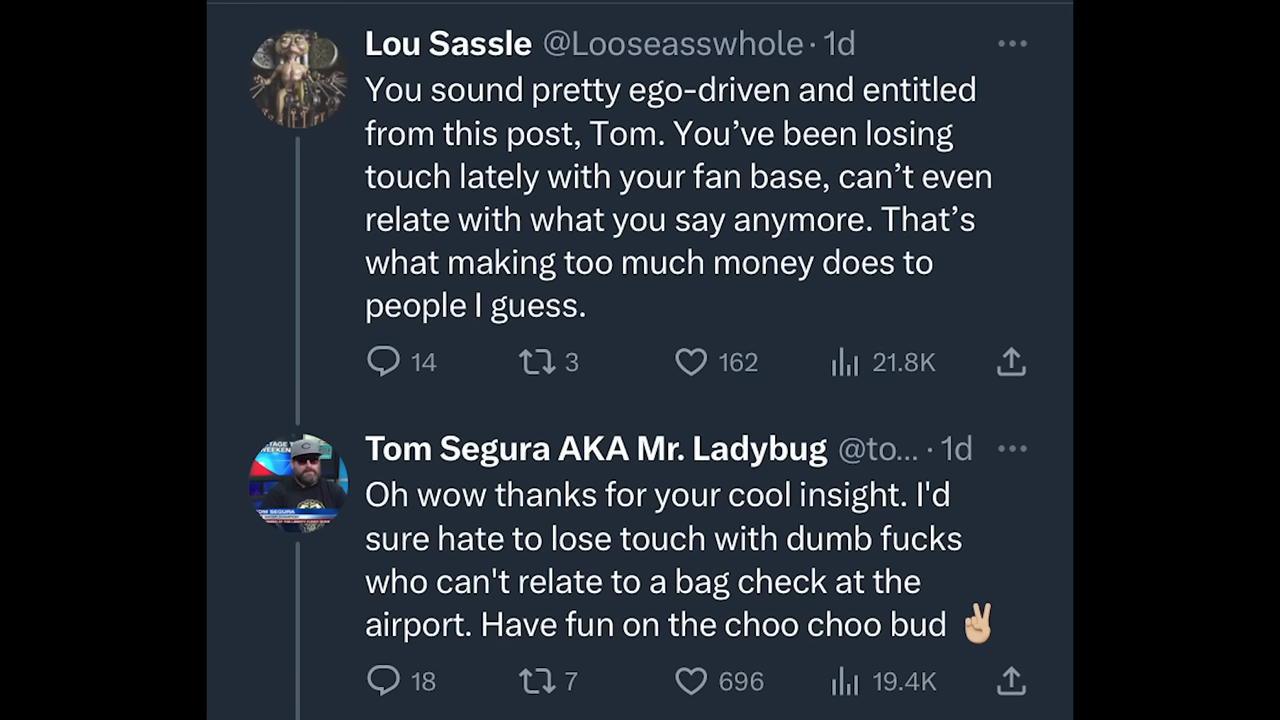 Lou Sassle @Looseasswhole · 1d
You sound pretty ego-driven and entitled
from this post, Tom. You’ve been losing
touch lately with your fan base, can’t even
relate with what you say anymore. That’s
what making too much money does to
people I guess.
14 3 162 21.8K
TAGE
WEEKEN
C
OM SEGURA
Tom Segura AKA Mr. Ladybug @to... · 1d
Oh wow thanks for your cool insight. I'd
sure hate to lose touch with dumb fucks
who can't relate to a bag check at the
airport. Have fun on the choo choo bud ✌🏼
18 7 696 19.4K